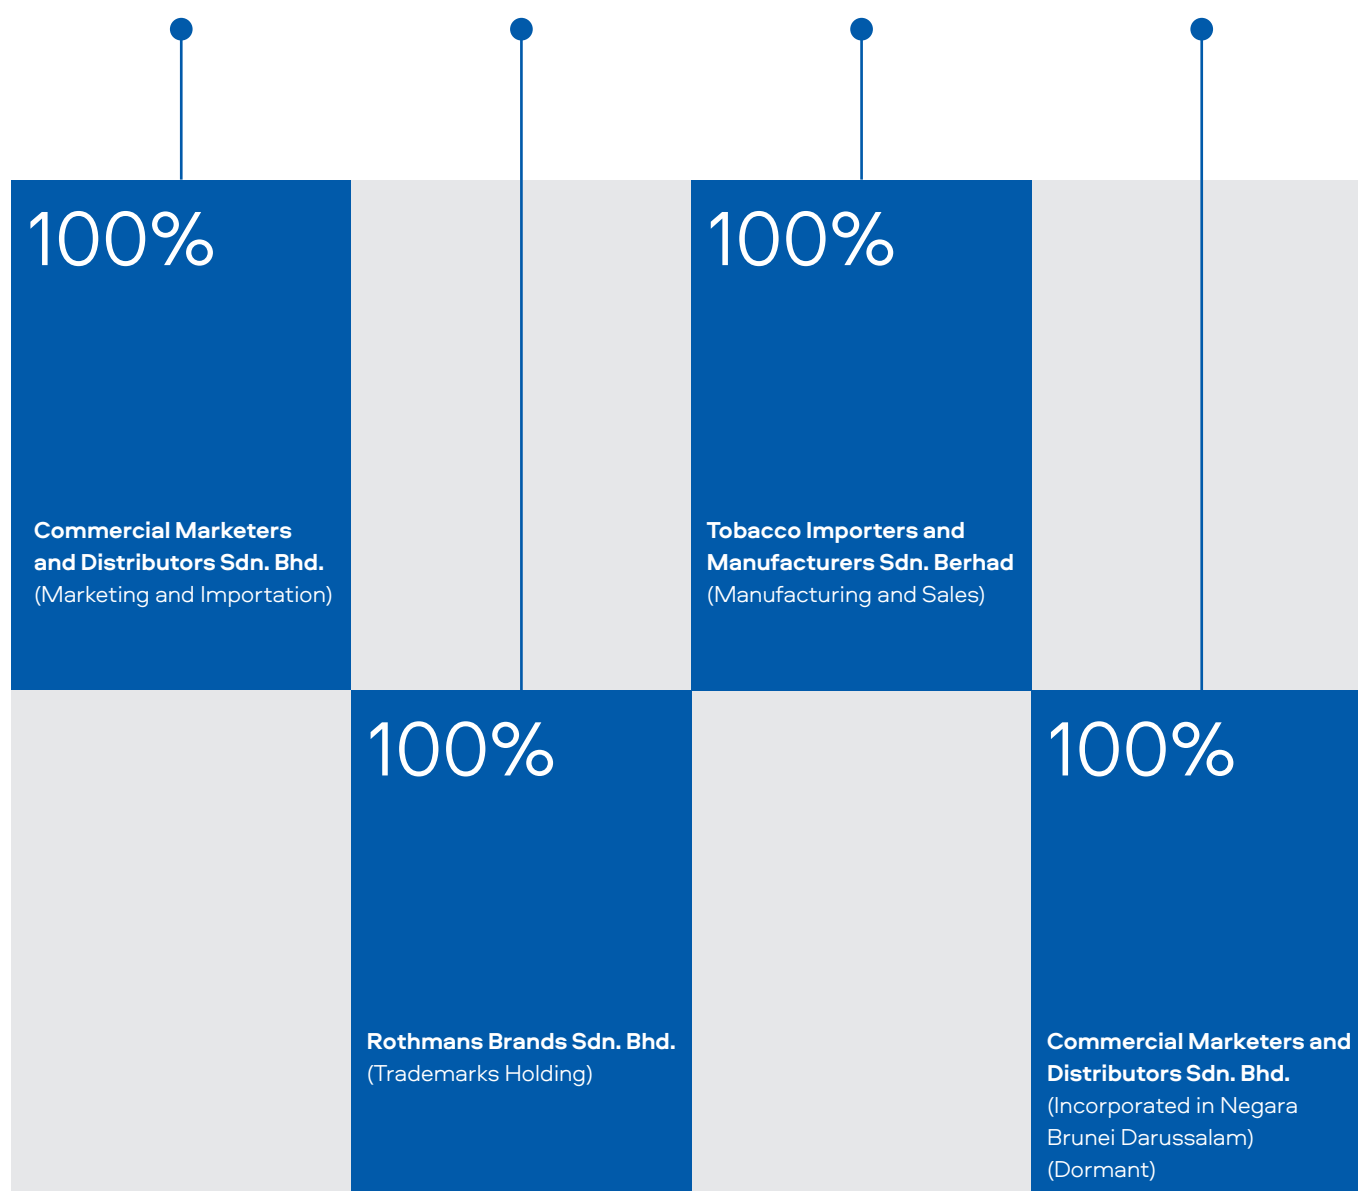 100%
Commercial Marketers
and Distributors Sdn. Bhd.
(Marketing and Importation)
100%
Rothmans Brands Sdn. Bhd.
(Trademarks Holding)
100%
Tobacco Importers and
Manufacturers Sdn. Berhad
(Manufacturing and Sales)
100%
Commercial Marketers and
Distributors Sdn. Bhd.
(Incorporated in Negara
Brunei Darussalam)
(Dormant)